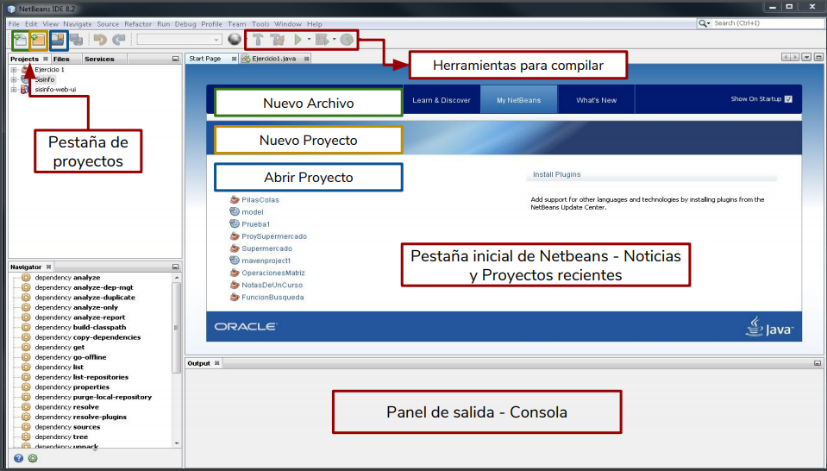 NetBeans IDE 8.2
File Edit View Navigate Source Refactor Run Debug Profile Team Tools Window Help
Search (Ctrl+I)
Projects Files Services
Start Page Ejercicio1.java
Herramientas para compilar
Ejercicio 1
Sisinfo
sisinfo-web-ui
Pestaña de
proyectos
Nuevo Archivo
Learn & Discover My NetBeans What's New Show On Startup
Nuevo Proyecto
Abrir Proyecto
Install Plugins
Add support for other languages and technologies by installing plugins from the
NetBeans Update Center.
PilasColas
model
Prueba1
ProySupermercado
Supermercado
mavenproject1
OperacionesMatriz
NotasDeUnCurso
FuncionBusqueda
Pestaña inicial de Netbeans - Noticias
y Proyectos recientes
ORACLE
Java
Navigator
dependency analyze
dependency analyze-dep-mgt
dependency analyze-duplicate
dependency analyze-only
dependency analyze-report
dependency build-classpath
dependency copy-dependencies
dependency get
dependency go-offline
dependency list
dependency list-repositories
dependency properties
dependency purge-local-repository
dependency resolve
dependency resolve-plugins
dependency sources
dependency tree
dependency unpack
Output
Panel de salida - Consola